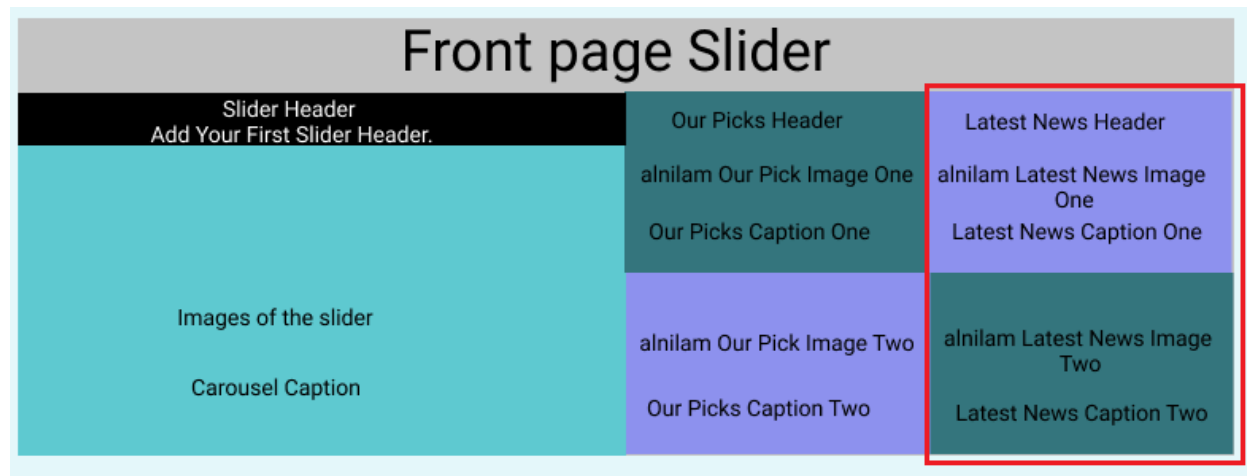 Front page Slider
Slider Header
Add Your First Slider Header.
Images of the slider
Carousel Caption
Our Picks Header
alnilam Our Pick Image One
Our Picks Caption One
alnilam Our Pick Image Two
Our Picks Caption Two
Latest News Header
alnilam Latest News Image
One
Latest News Caption One
alnilam Latest News Image
Two
Latest News Caption Two